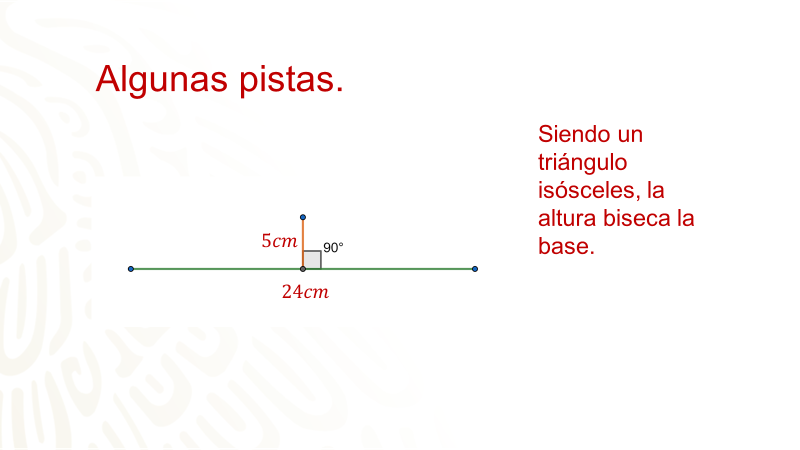 Algunas pistas.
Siendo un
triángulo
isósceles, la
altura biseca la
base.
5cm
90°
24cm